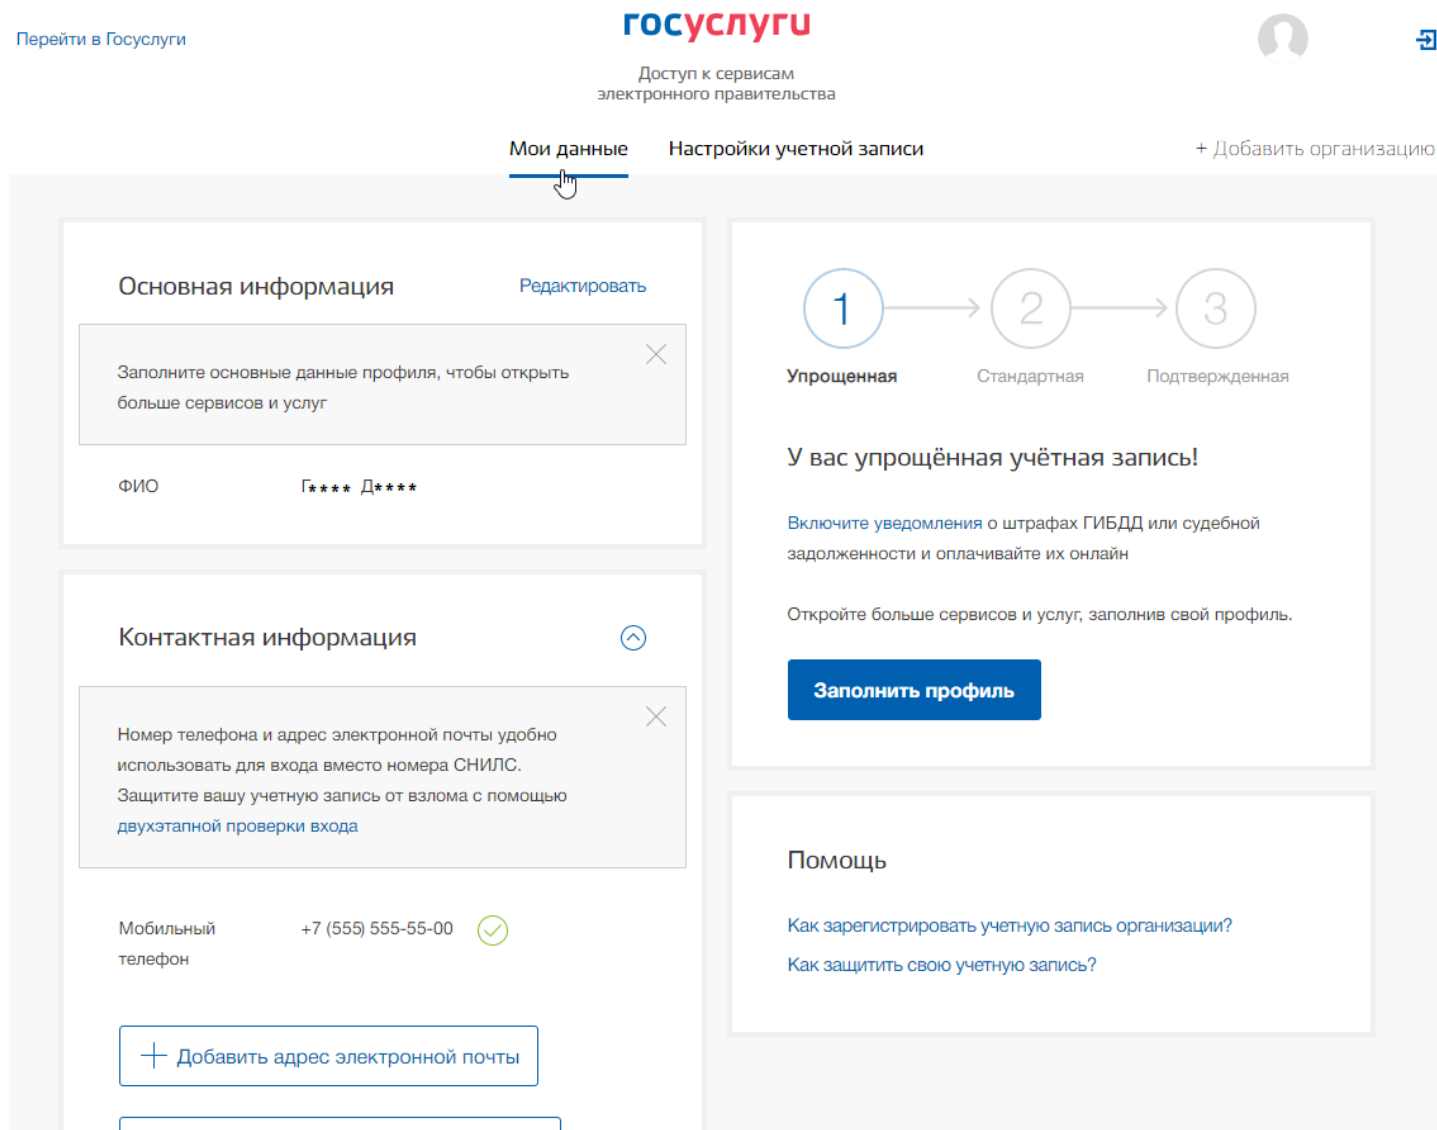 Перейти в Госуслуги
госуслуги
Доступ к сервисам
электронного правительства
Мои данные
Настройки учетной записи
+ Добавить организацию
Основная информация
Редактировать
Заполните основные данные профиля, чтобы открыть
больше сервисов и услуг
ФИО
Г**** Д****
Контактная информация
Номер телефона и адрес электронной почты удобно
использовать для входа вместо номера СНИЛС.
Защитите вашу учетную запись от взлома с помощью
двухэтапной проверки входа
Мобильный
телефон
+7 (555) 555-55-00
Добавить адрес электронной почты
1
2
3
Упрощенная
Стандартная
Подтвержденная
У вас упрощённая учётная запись!
Включите уведомления о штрафах ГИБДД или судебной
задолженности и оплачивайте их онлайн
Откройте больше сервисов и услуг, заполнив свой профиль.
Заполнить профиль
Помощь
Как зарегистрировать учетную запись организации?
Как защитить свою учетную запись?